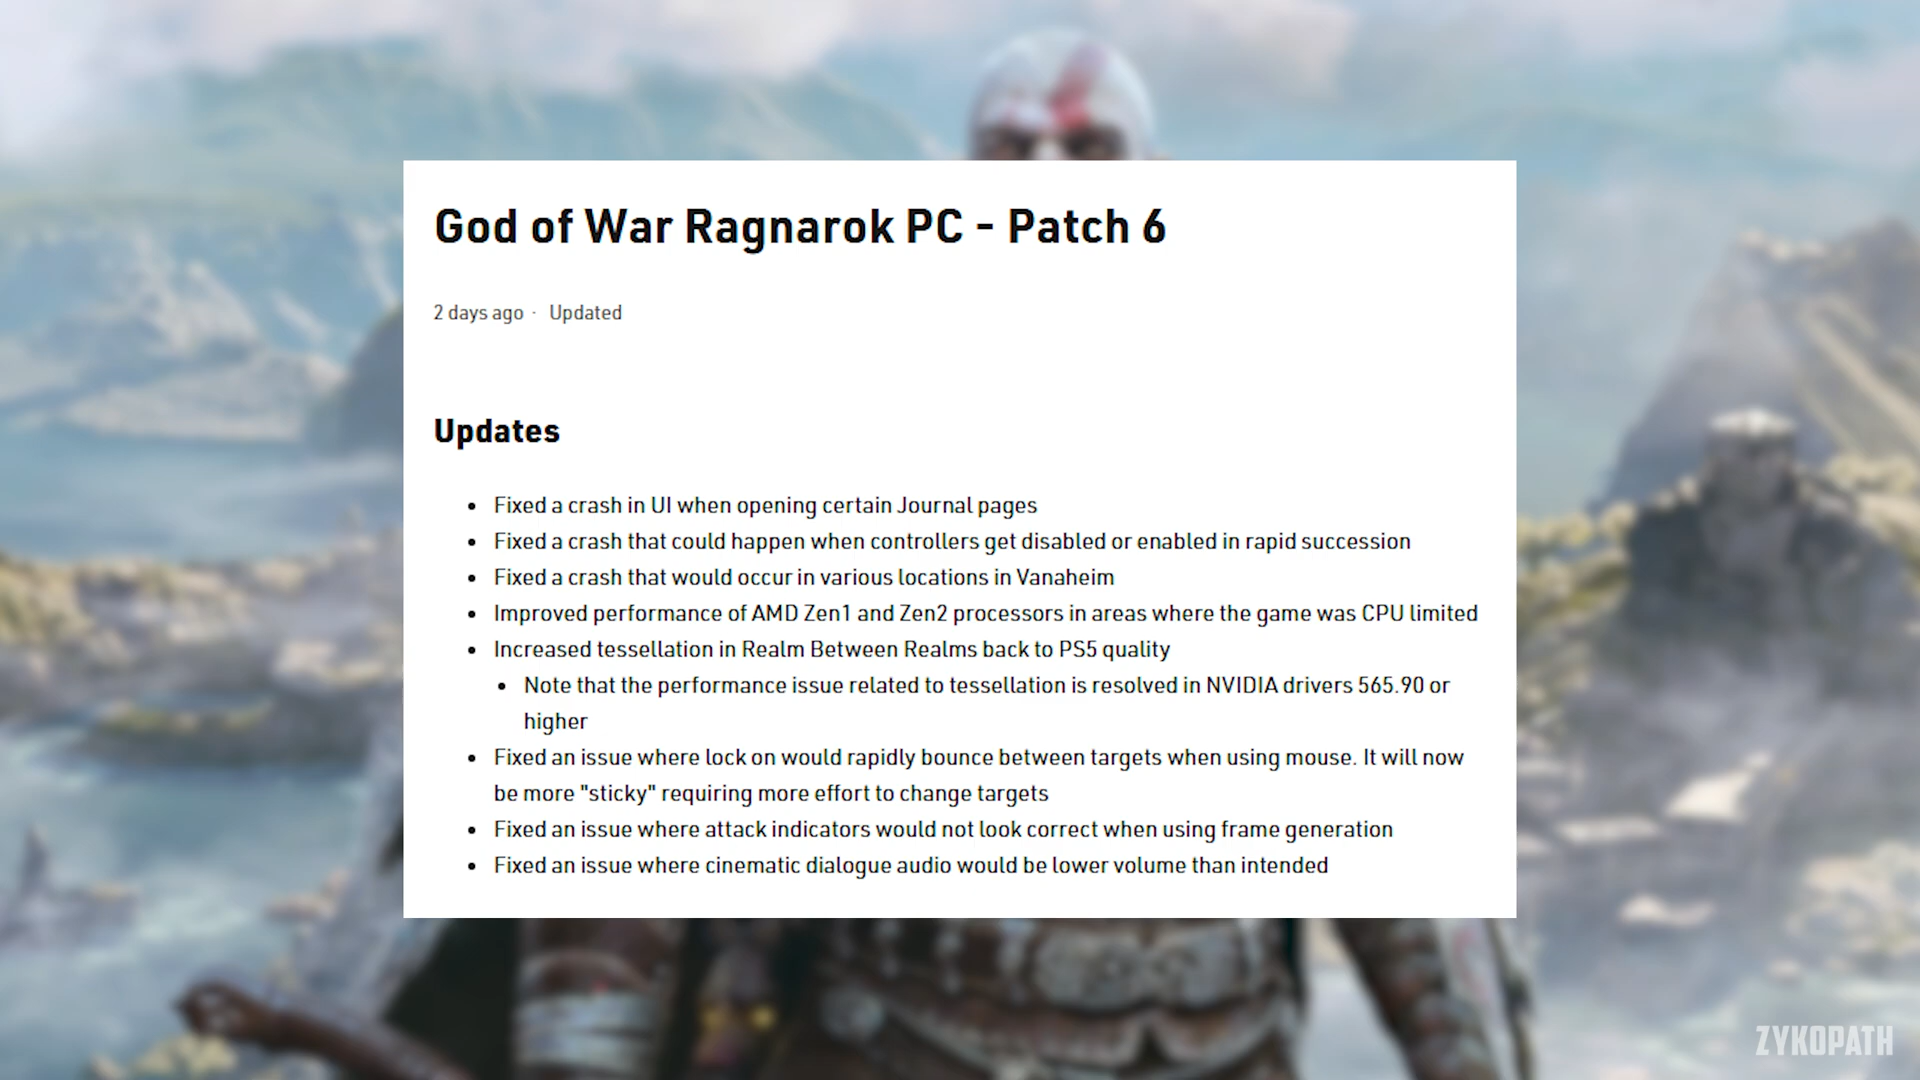 God of War Ragnarok PC - Patch 6
2 days ago · Updated
Updates
• Fixed a crash in UI when opening certain Journal pages
• Fixed a crash that could happen when controllers get disabled or enabled in rapid succession
• Fixed a crash that would occur in various locations in Vanaheim
• Improved performance of AMD Zen1 and Zen2 processors in areas where the game was CPU limited
• Increased tessellation in Realm Between Realms back to PS5 quality
• Note that the performance issue related to tessellation is resolved in NVIDIA drivers 565.90 or
higher
• Fixed an issue where lock on would rapidly bounce between targets when using mouse. It will now
be more "sticky" requiring more effort to change targets
• Fixed an issue where attack indicators would not look correct when using frame generation
• Fixed an issue where cinematic dialogue audio would be lower volume than intended
ZYKOPATH